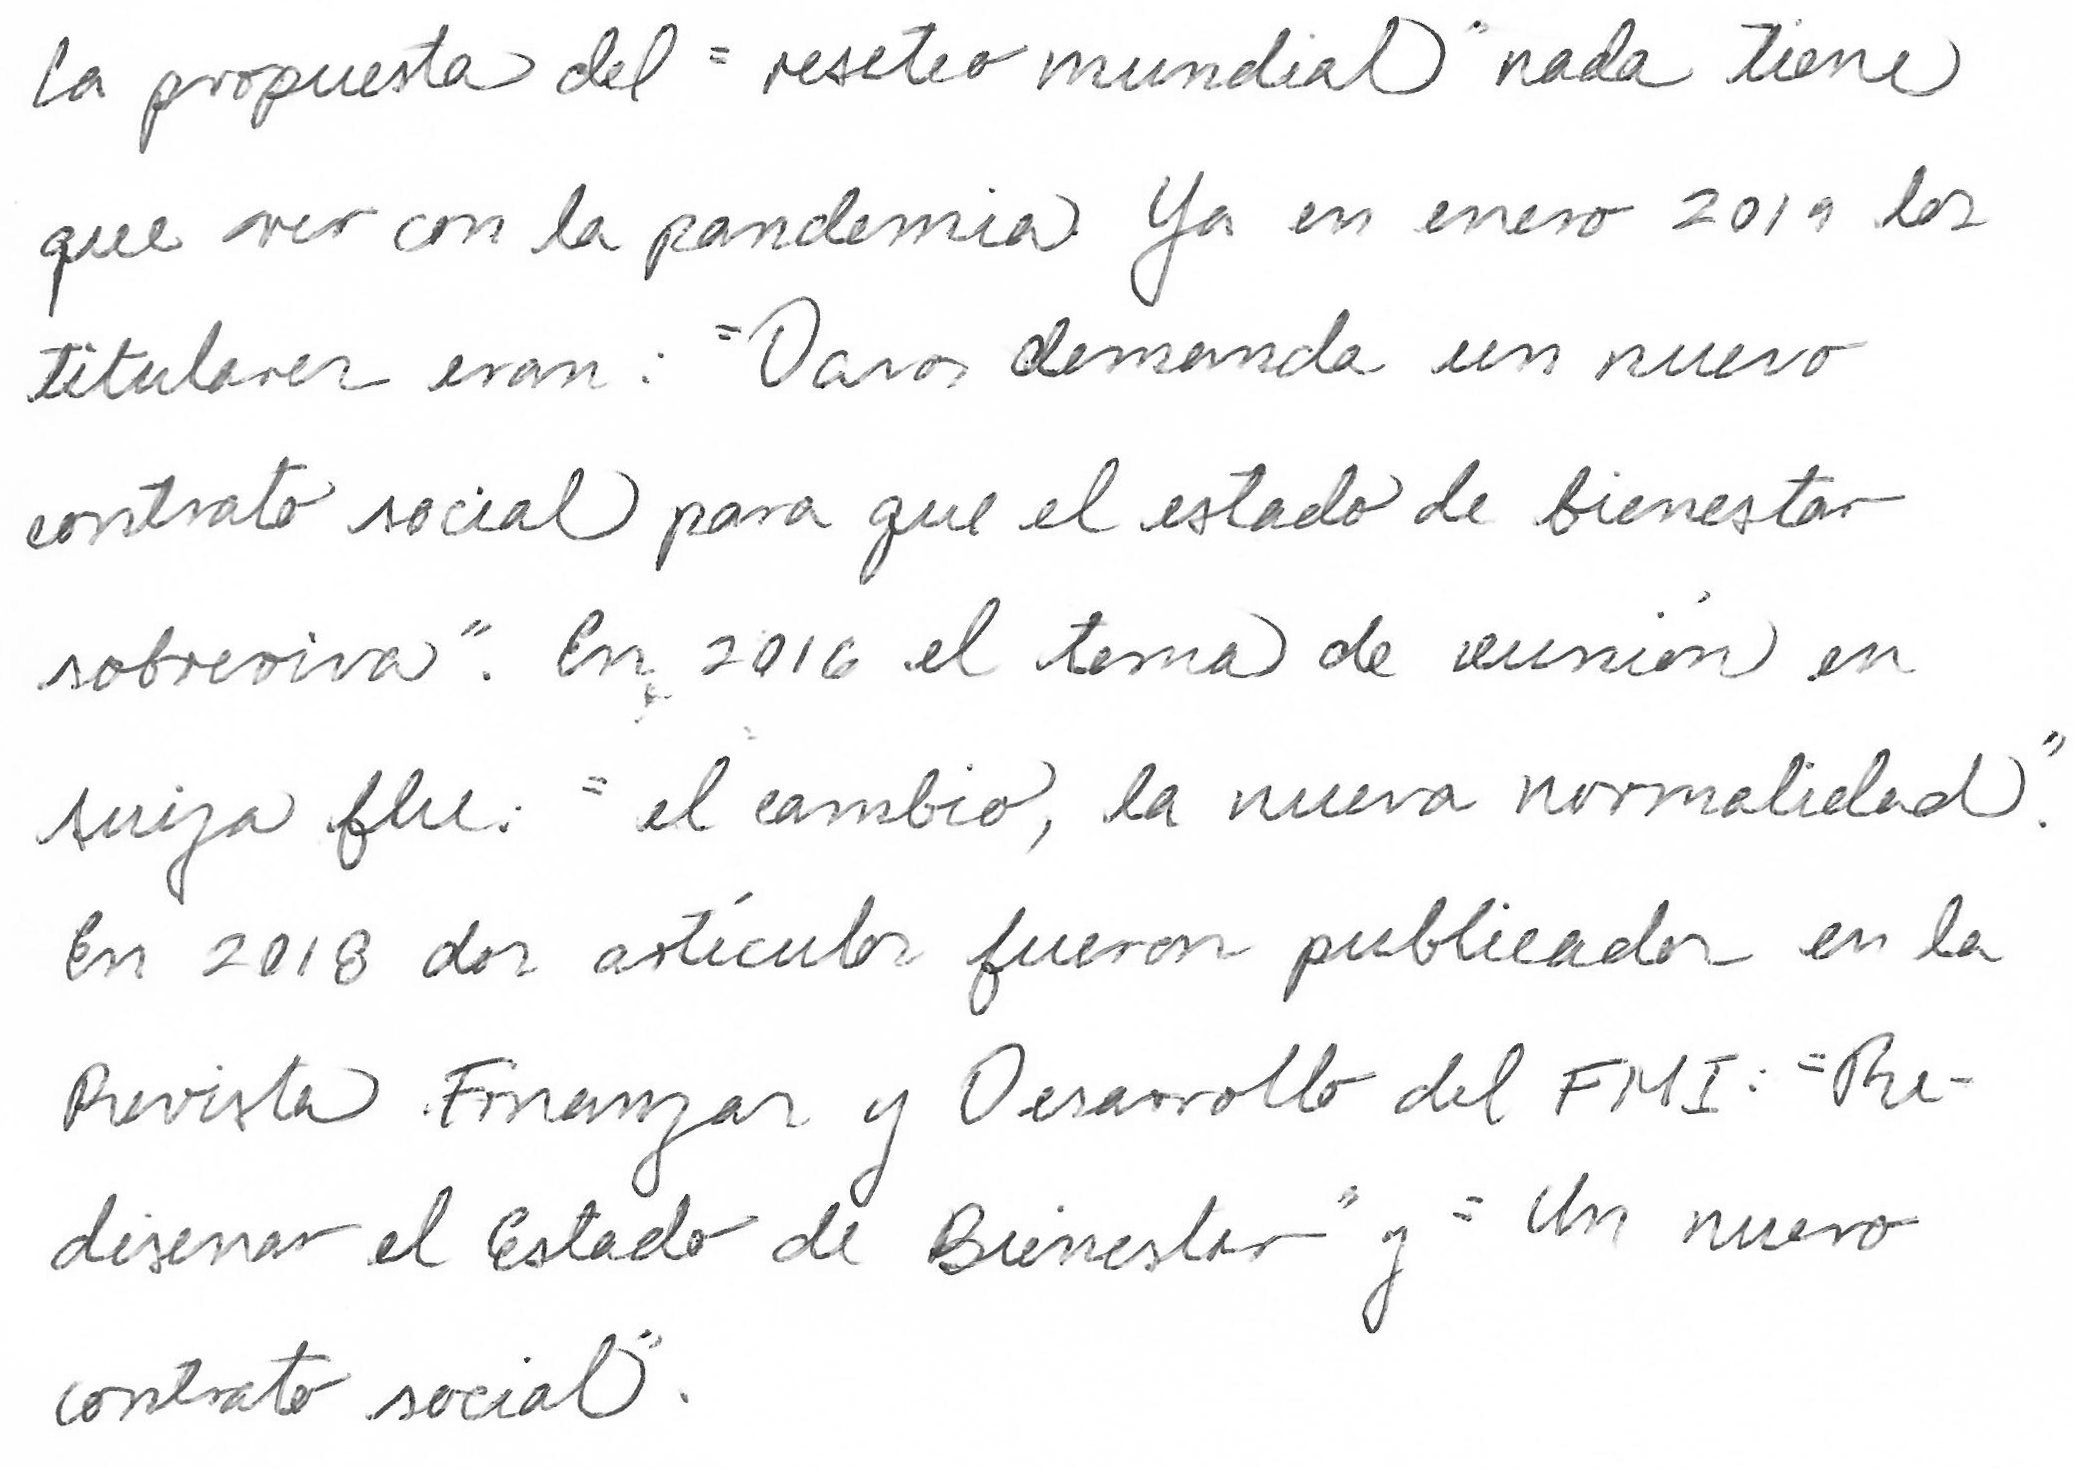 La propuesta del "reseteo mundial" nada tiene
que ver con la pandemia. Ya en enero 2019 los
titulares eran: "Davos demanda un nuevo
contrato social para que el estado de bienestar
sobreviva". En 2016 el tema de reunión en
Suiza fue: "el cambio, la nueva normalidad".
En 2018 dos artículos fueron publicados en la
Revista Finanzas y Desarrollo del FMI: "Re-
disenar el Estado de Bienestar" y "Un nuevo
contrato social".